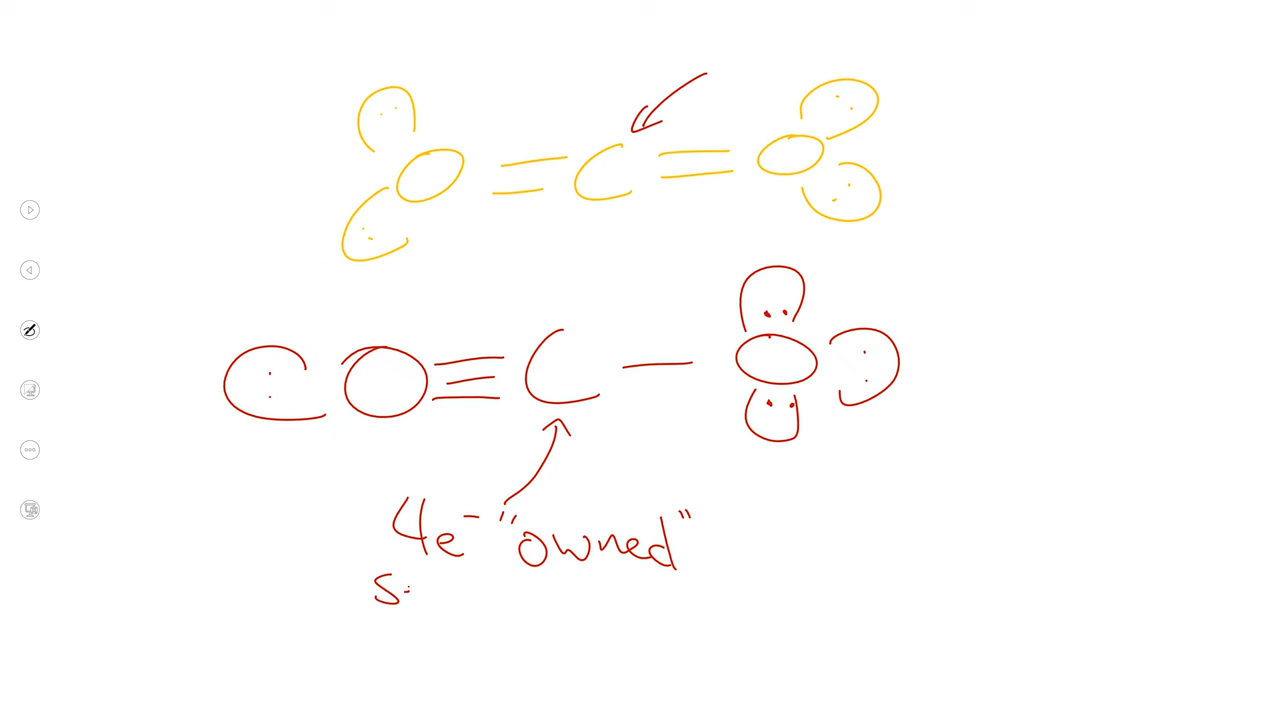 O = C = O
O ≡ C - O
4e⁻ "owned"
s